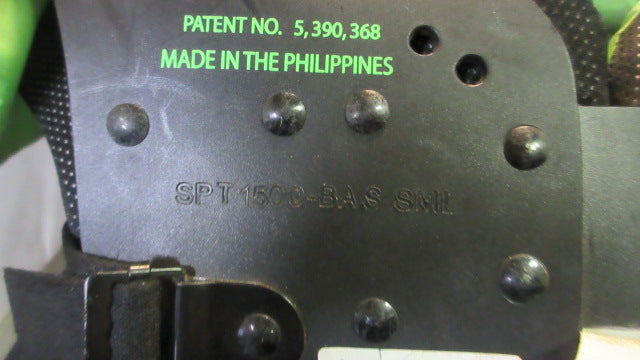 PATENT NO. 5,390,368
MADE IN THE PHILIPPINES
SPT 1500-BAS SML